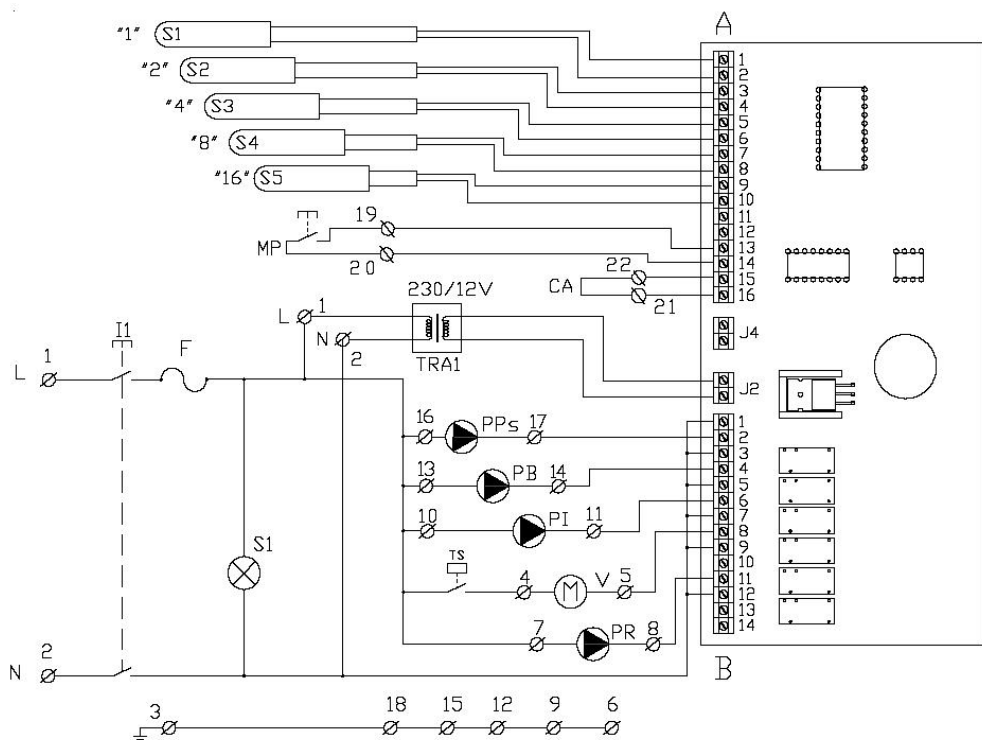 A
"1" S1
"2" S2
"4" S3
"8" S4
"16" S5
1
2
3
4
5
6
7
8
9
10
11
12
13
14
15
16
MP 19
20
CA 22
21
230/12V
L 1
N 2
TRA1
J4
J2
L 1 I1 F
16 PPs 17
13 PB 14
10 PI 11
TS 4 M V 5
7 PR 8
S1
N 2
1
2
3
4
5
6
7
8
9
10
11
12
13
14
B
3 18 15 12 9 6